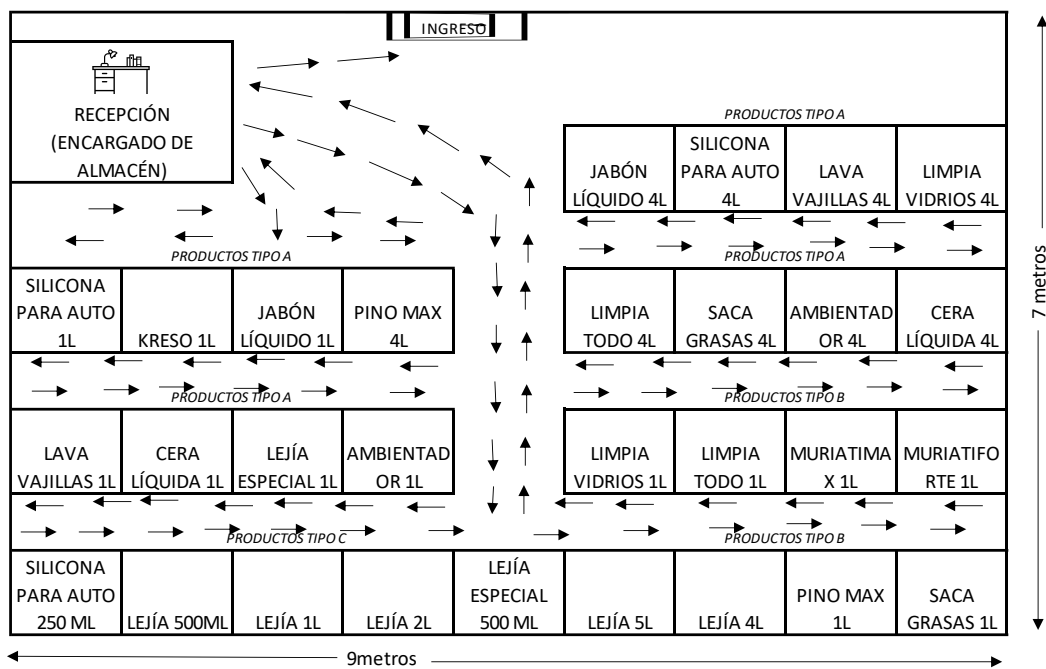 INGRESO
RECEPCIÓN
(ENCARGADO DE
ALMACÉN)
PRODUCTOS TIPO A
JABÓN
LÍQUIDO 4L
SILICONA
PARA AUTO
4L
LAVA
VAJILLAS 4L
LIMPIA
VIDRIOS 4L
PRODUCTOS TIPO A
PRODUCTOS TIPO A
SILICONA
PARA AUTO
1L
KRESO 1L
JABÓN
LÍQUIDO 1L
PINO MAX
4L
LIMPIA
TODO 4L
SACA
GRASAS 4L
AMBIENTAD
OR 4L
CERA
LÍQUIDA 4L
PRODUCTOS TIPO A
PRODUCTOS TIPO B
LAVA
VAJILLAS 1L
CERA
LÍQUIDA 1L
LEJÍA
ESPECIAL 1L
AMBIENTAD
OR 1L
LIMPIA
VIDRIOS 1L
LIMPIA
TODO 1L
MURIATIMA
X 1L
MURIATIFO
RTE 1L
PRODUCTOS TIPO C
PRODUCTOS TIPO B
SILICONA
PARA AUTO
250 ML
LEJÍA 500ML
LEJÍA 1L
LEJÍA 2L
LEJÍA
ESPECIAL
500 ML
LEJÍA 5L
LEJÍA 4L
PINO MAX
1L
SACA
GRASAS 1L
7 metros
9metros